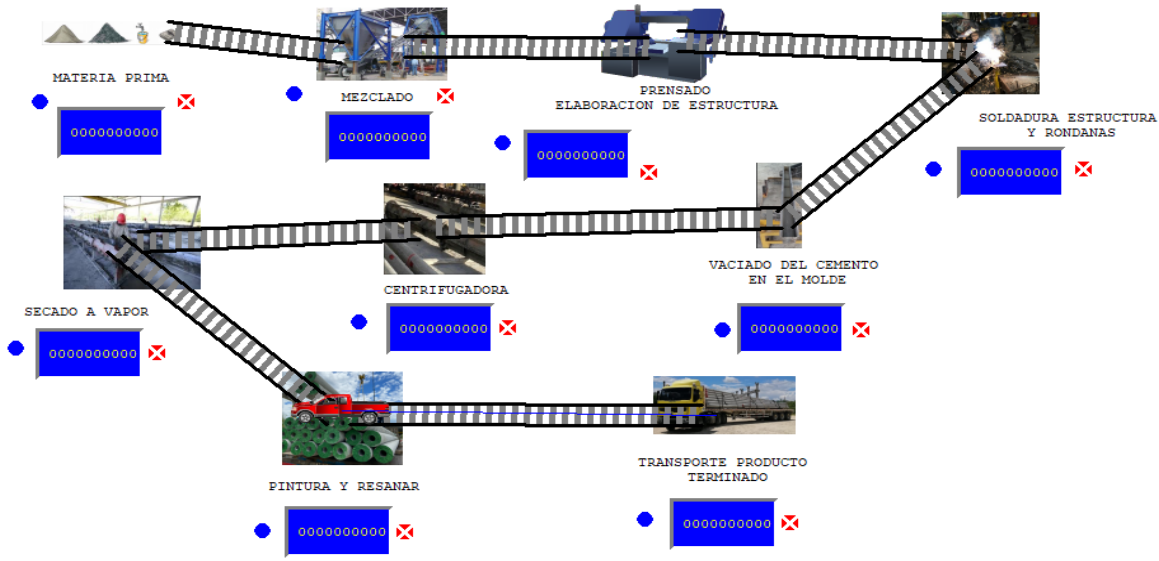 MATERIA PRIMA
0000000000
MEZCLADO
0000000000
PRENSADO
ELABORACION DE ESTRUCTURA
0000000000
SOLDADURA ESTRUCTURA
Y RONDANAS
0000000000
SECADO A VAPOR
0000000000
CENTRIFUGADORA
0000000000
VACIADO DEL CEMENTO
EN EL MOLDE
0000000000
PINTURA Y RESANAR
0000000000
TRANSPORTE PRODUCTO
TERMINADO
0000000000